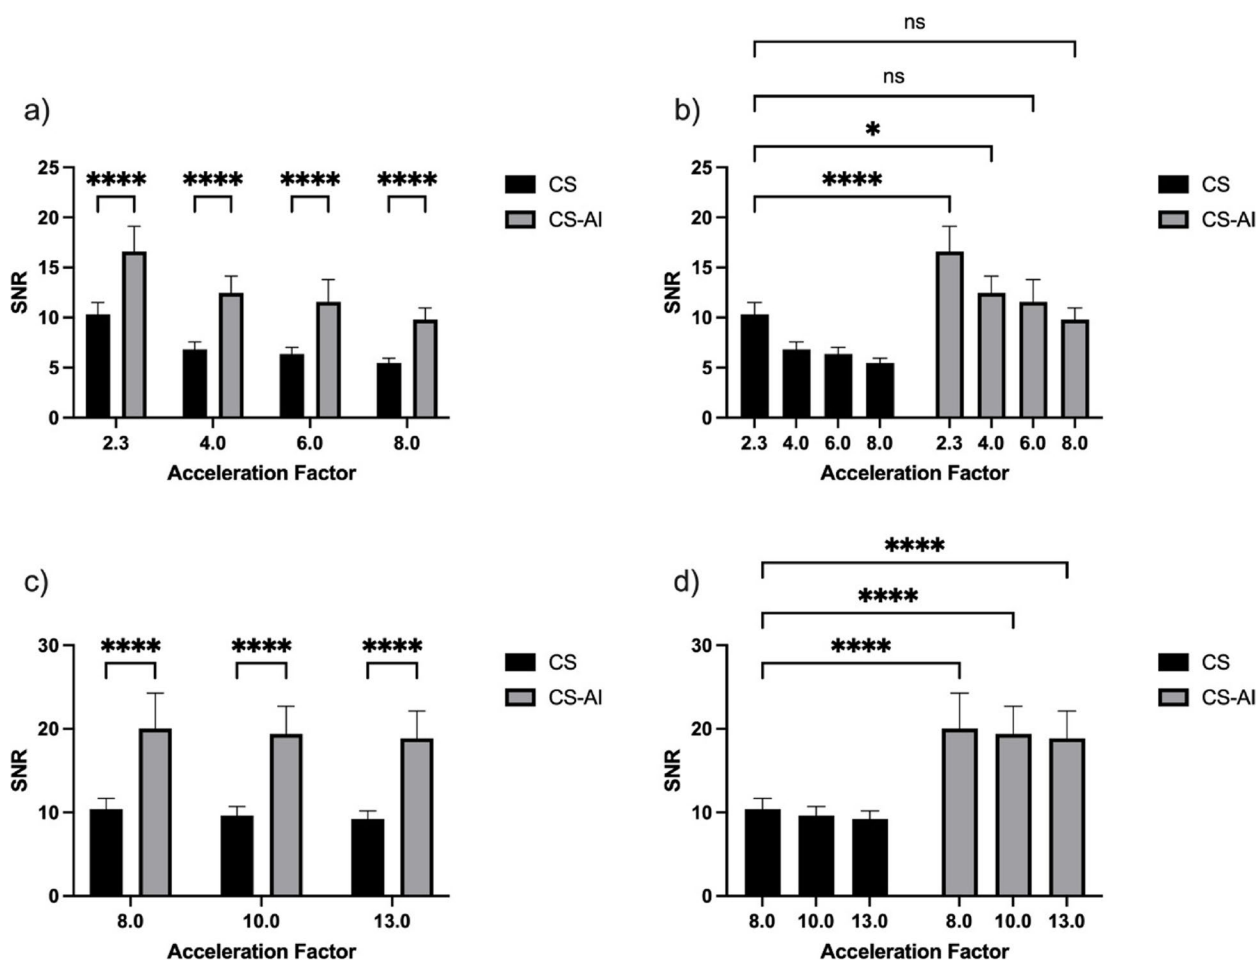 a)
SNR
25
20
15
10
5
0
**** **** **** ****
2.3 4.0 6.0 8.0
Acceleration Factor
CS
CS-AI
b)
ns
ns
*
****
SNR
25
20
15
10
5
0
2.3 4.0 6.0 8.0 2.3 4.0 6.0 8.0
Acceleration Factor
CS
CS-AI
c)
SNR
30
20
10
0
**** **** ****
8.0 10.0 13.0
Acceleration Factor
CS
CS-AI
d)
****
****
****
SNR
30
20
10
0
8.0 10.0 13.0 8.0 10.0 13.0
Acceleration Factor
CS
CS-AI